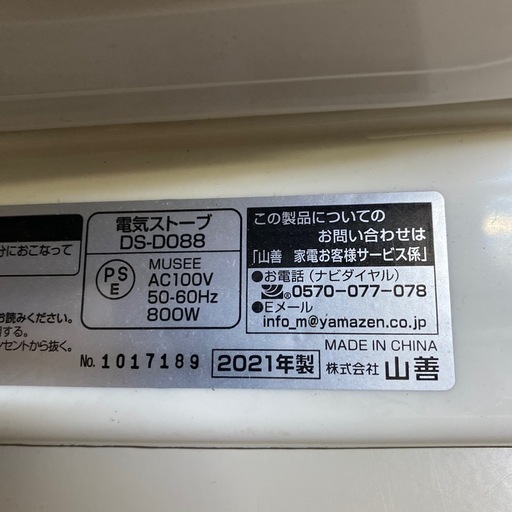 分におこなって
お読みください。
する。
ンセントから抜く。
電気ストーブ
DS-D088
PS
E
MUSEE
AC100V
50-60Hz
800W
No. 1017189
2021年製
この製品についての
お問い合わせは
「山善 家電お客様サービス係」
●お電話（ナビダイヤル）
0570-077-078
●Eメール
info_m@yamazen.co.jp
MADE IN CHINA
株式会社 山善